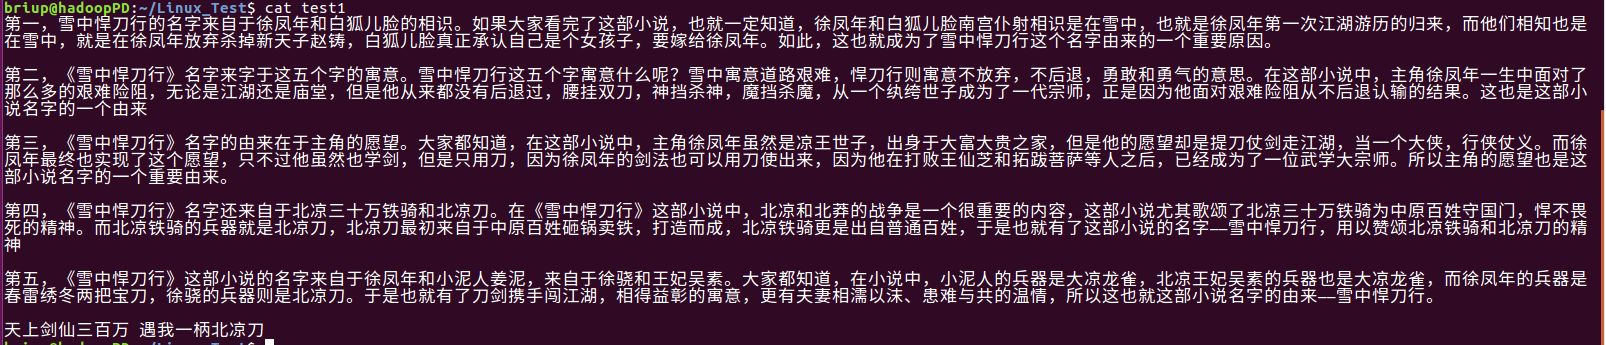 briup@hadoopPD:~/Linux_Test$ cat test1
第一，雪中悍刀行的名字来自于徐凤年和白狐儿脸的相识。如果大家看完了这部小说，也就一定知道，徐凤年和白狐儿脸南宫仆射相识是在雪中，也就是徐凤年第一次江湖游历的归来，而他们相知也是
在雪中，就是在徐凤年放弃杀掉新天子赵铸，白狐儿脸真正承认自己是个女孩子，要嫁给徐凤年。如此，这也就成为了雪中悍刀行这个名字由来的一个重要原因。
第二，《雪中悍刀行》名字来字于这五个字的寓意。雪中悍刀行这五个字寓意什么呢？雪中寓意道路艰难，悍刀行则寓意不放弃，不后退，勇敢和勇气的意思。在这部小说中，主角徐凤年一生中面对了
那么多的艰难险阻，无论是江湖还是庙堂，但是他从来都没有后退过，腰挂双刀，神挡杀神，魔挡杀魔，从一个纨绔世子成为了一代宗师，正是因为他面对艰难险阻从不后退认输的结果。这也是这部小
说名字的一个由来
第三，《雪中悍刀行》名字的由来在于主角的愿望。大家都知道，在这部小说中，主角徐凤年虽然是凉王世子，出身于大富大贵之家，但是他的愿望却是提刀仗剑走江湖，当一个大侠，行侠仗义。而徐
凤年最终也实现了这个愿望，只不过他虽然也学剑，但是只用刀，因为徐凤年的剑法也可以用刀使出来，因为他在打败王仙芝和拓跋菩萨等人之后，已经成为了一位武学大宗师。所以主角的愿望也是这
部小说名字的一个重要由来。
第四，《雪中悍刀行》名字还来自于北凉三十万铁骑和北凉刀。在《雪中悍刀行》这部小说中，北凉和北莽的战争是一个很重要的内容，这部小说尤其歌颂了北凉三十万铁骑为中原百姓守国门，悍不畏
死的精神。而北凉铁骑的兵器就是北凉刀，北凉刀最初来自于中原百姓砸锅卖铁，打造而成，北凉铁骑更是出自普通百姓，于是也就有了这部小说的名字——雪中悍刀行，用以赞颂北凉铁骑和北凉刀的精
神
第五，《雪中悍刀行》这部小说的名字来自于徐凤年和小泥人姜泥，来自于徐骁和王妃吴素。大家都知道，在小说中，小泥人的兵器是大凉龙雀，北凉王妃吴素的兵器也是大凉龙雀，而徐凤年的兵器是
春雷绣冬两把宝刀，徐骁的兵器则是北凉刀。于是也就有了刀剑携手闯江湖，相得益彰的寓意，更有夫妻相濡以沫、患难与共的温情，所以这也就这部小说名字的由来——雪中悍刀行。
天上剑仙三百万 遇我一柄北凉刀
briup@hadoopPD:~/Linux_Test$